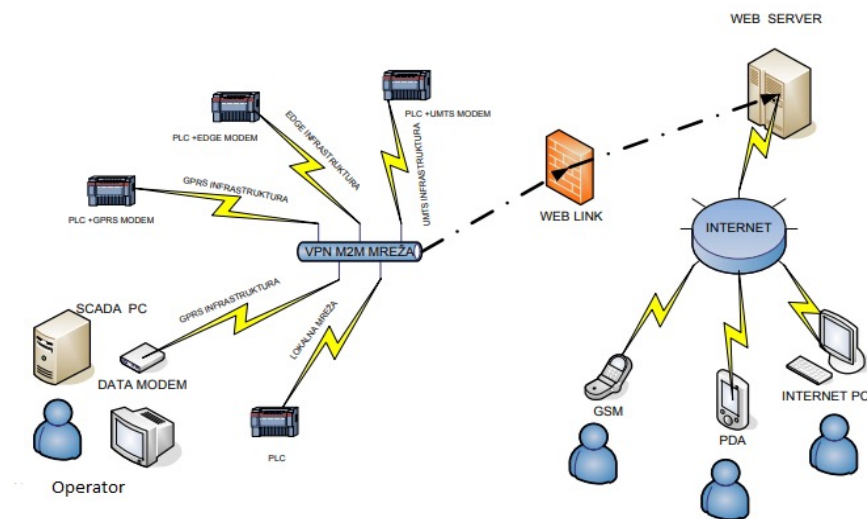 WEB SERVER
PLC +UMTS MODEM
PLC +EDGE MODEM
EDGE INFRASTRUKTURA
UMTS INFRASTRUKTURA
GPRS INFRASTRUKTURA
PLC +GPRS MODEM
WEB LINK
INTERNET
VPN M2M MREŽA
GPRS INFRASTRUKTURA
SCADA PC
LOKALNA MREŽA
DATA MODEM
INTERNET PC
GSM
PDA
PLC
Operator